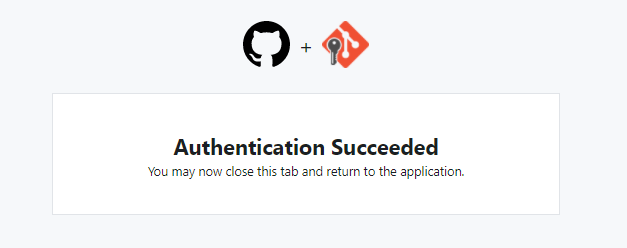 +
Authentication Succeeded
You may now close this tab and return to the application.